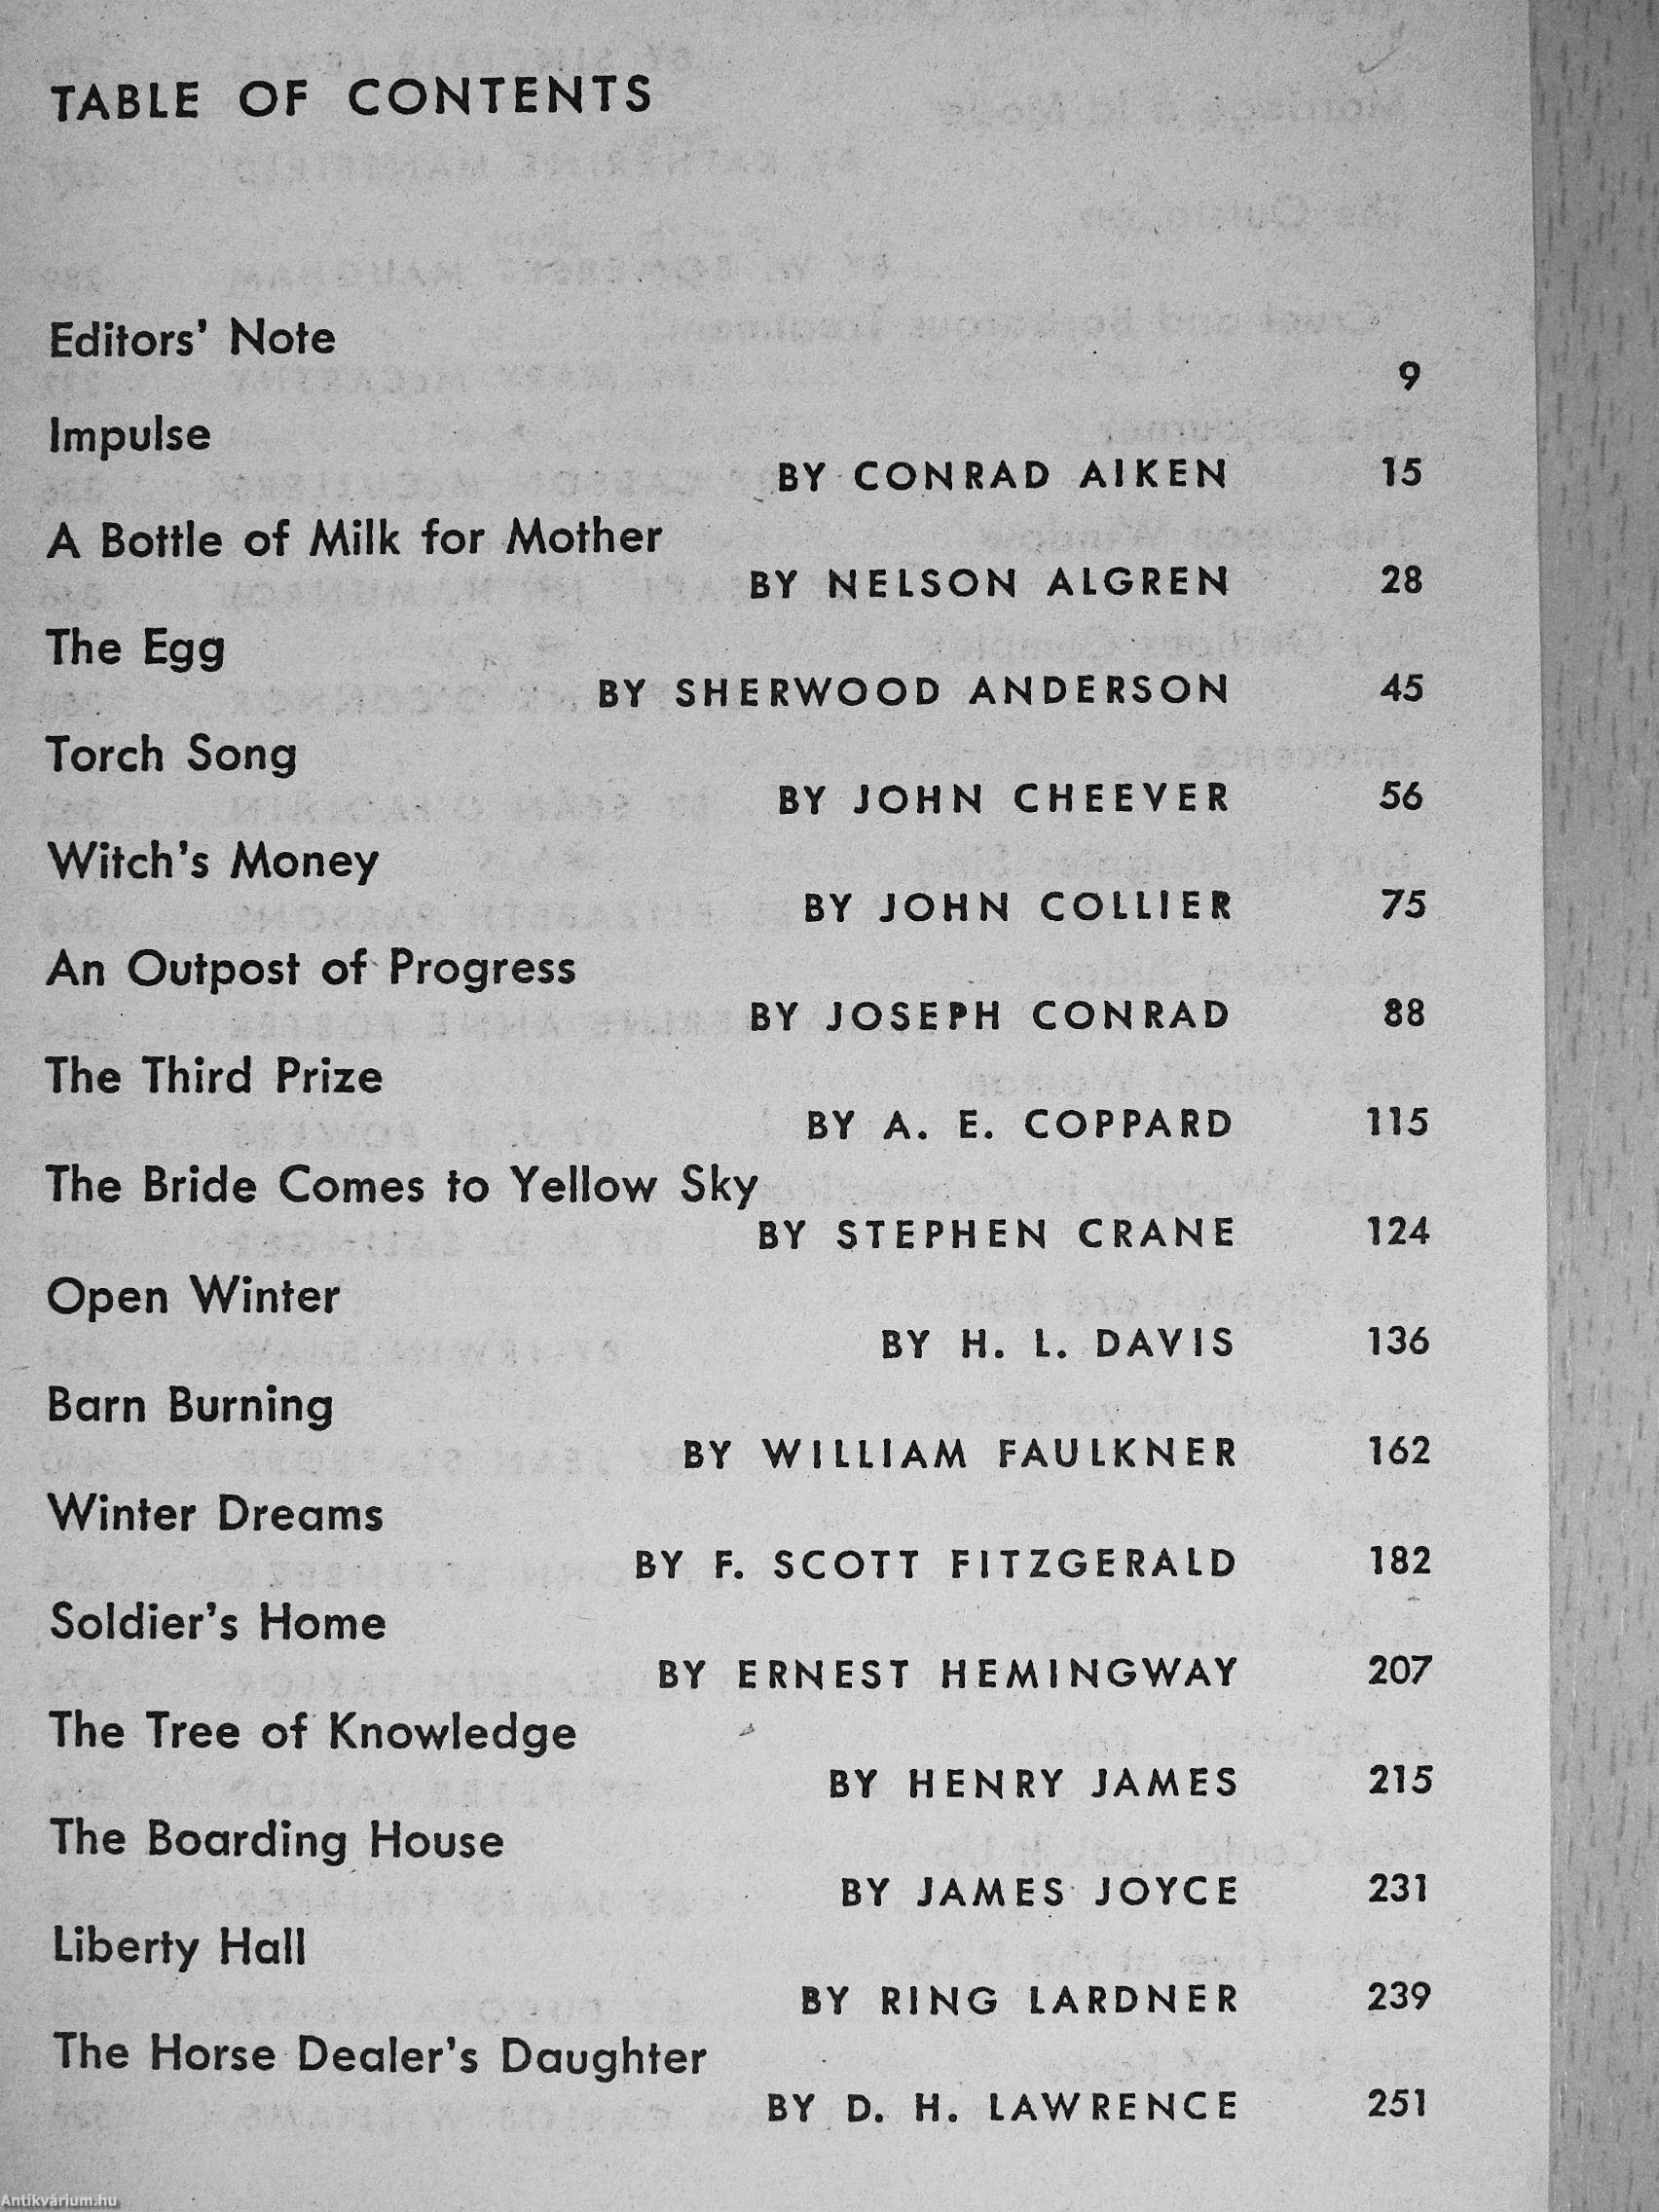 TABLE OF CONTENTS
Editors' Note
9
Impulse
BY CONRAD AIKEN 15
A Bottle of Milk for Mother
BY NELSON ALGREN 28
The Egg
BY SHERWOOD ANDERSON 45
Torch Song
BY JOHN CHEEVER 56
Witch's Money
BY JOHN COLLIER 75
An Outpost of Progress
BY JOSEPH CONRAD 88
The Third Prize
BY A. E. COPPARD 115
The Bride Comes to Yellow Sky
BY STEPHEN CRANE 124
Open Winter
BY H. L. DAVIS 136
Barn Burning
BY WILLIAM FAULKNER 162
Winter Dreams
BY F. SCOTT FITZGERALD 182
Soldier's Home
BY ERNEST HEMINGWAY 207
The Tree of Knowledge
BY HENRY JAMES 215
The Boarding House
BY JAMES JOYCE 231
Liberty Hall
BY RING LARDNER 239
The Horse Dealer's Daughter
BY D. H. LAWRENCE 251
Antikvárium.hu